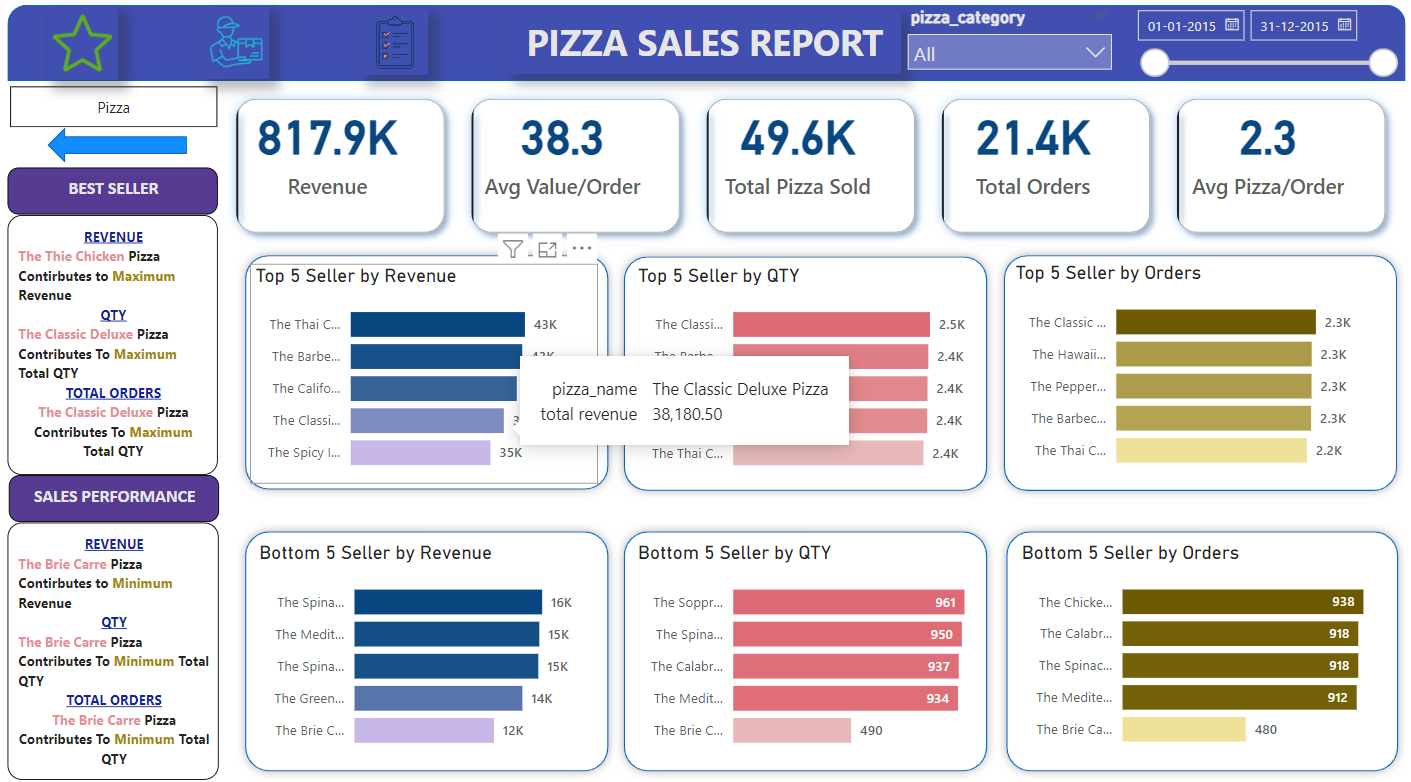 PIZZA SALES REPORT
pizza_category
All
01-01-2015
31-12-2015
Pizza
BEST SELLER
REVENUE
The Thie Chicken Pizza
Contributes to Maximum
Revenue
QTY
The Classic Deluxe Pizza
Contributes To Maximum
Total QTY
TOTAL ORDERS
The Classic Deluxe Pizza
Contributes To Maximum
Total QTY
SALES PERFORMANCE
REVENUE
The Brie Carre Pizza
Contributes to Minimum
Revenue
QTY
The Brie Carre Pizza
Contributes To Minimum Total
QTY
TOTAL ORDERS
The Brie Carre Pizza
Contributes To Minimum Total
QTY
817.9K
Revenue
38.3
Avg Value/Order
49.6K
Total Pizza Sold
21.4K
Total Orders
2.3
Avg Pizza/Order
Top 5 Seller by Revenue
The Thai C... 43K
The Barbe...
The Califo...
The Classi...
The Spicy I... 35K
pizza_name The Classic Deluxe Pizza
total revenue 38,180.50
Top 5 Seller by QTY
The Classi... 2.5K
The Barbe... 2.4K
2.4K
2.4K
The Thai C... 2.4K
Top 5 Seller by Orders
The Classic ... 2.3K
The Hawaii... 2.3K
The Pepper... 2.3K
The Barbec... 2.3K
The Thai C... 2.2K
Bottom 5 Seller by Revenue
The Spina... 16K
The Medit... 15K
The Spina... 15K
The Green... 14K
The Brie C... 12K
Bottom 5 Seller by QTY
The Soppr... 961
The Spina... 950
The Calabr... 937
The Medit... 934
The Brie C... 490
Bottom 5 Seller by Orders
The Chicke... 938
The Calabr... 918
The Spinac... 918
The Medite... 912
The Brie Ca... 480